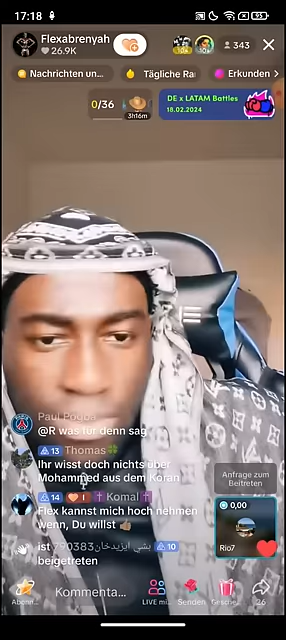 17:18
95
Flexabrenyah
26.9K
343
Nachrichten un...
Tägliche Ra
Erkunden
0/36
3h16m
DE x LATAM Battles
18.02.2024
Paul Pogba
@R was für denn sag
13 Thomas
Ihr wisst doch nichts über
Mohammed aus dem Koran
14 Komal
Flex kannst mich hoch nehmen
wenn, Du willst
ist 790383 10
beigetreten
Anfrage zum
Beitreten
0,00
Rio7
Abonn...
Kommenta...
LIVE mi...
Senden
Gesche...
26